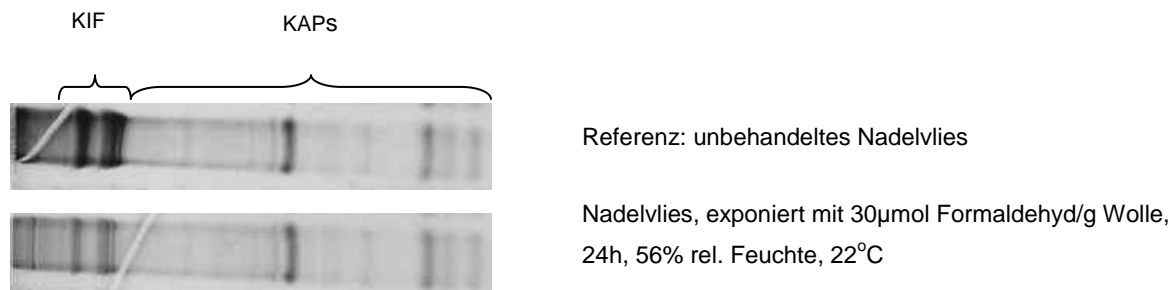 KIF
KAPs
Referenz: unbehandeltes Nadelvlies
Nadelvlies, exponiert mit 30µmol Formaldehyd/g Wolle,
24h, 56% rel. Feuchte, 22°C